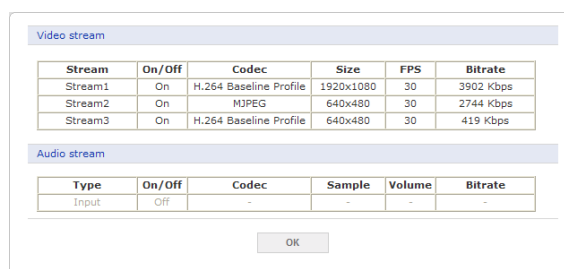 Video stream
Stream On/Off Codec Size FPS Bitrate
Stream1 On H.264 Baseline Profile 1920x1080 30 3902 Kbps
Stream2 On MJPEG 640x480 30 2744 Kbps
Stream3 On H.264 Baseline Profile 640x480 30 419 Kbps
Audio stream
Type On/Off Codec Sample Volume Bitrate
Input Off - - - -
OK